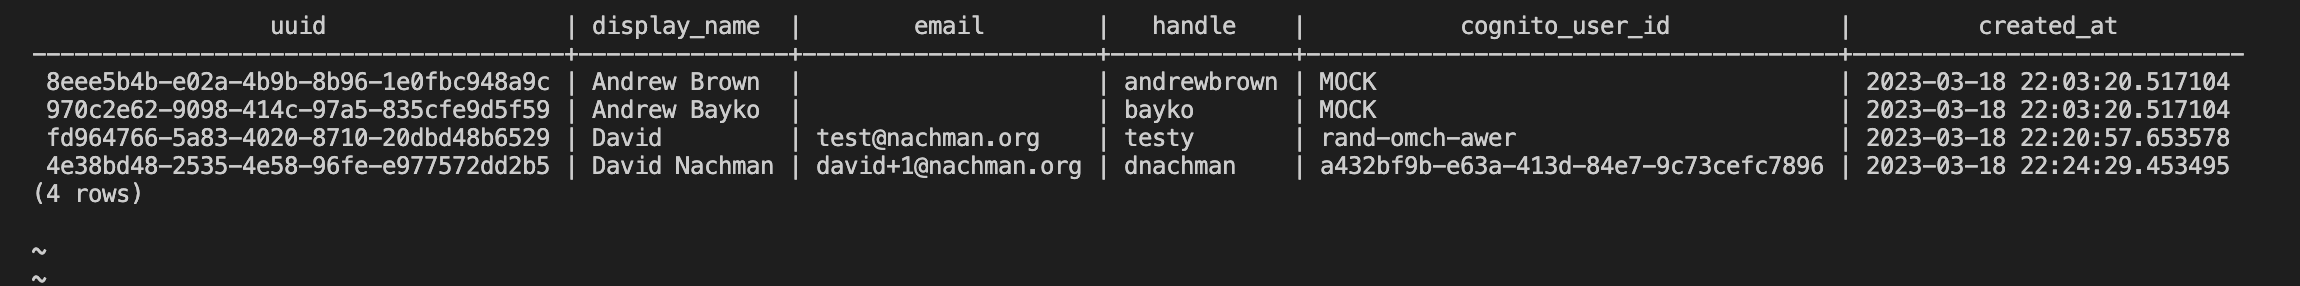 uuid | display_name | email | handle | cognito_user_id | created_at
--------------------------------------+---------------+---------------------+-------------+--------------------------------------+----------------------------
8eee5b4b-e02a-4b9b-8b96-1e0fbc948a9c | Andrew Brown | | andrewbrown | MOCK | 2023-03-18 22:03:20.517104
970c2e62-9098-414c-97a5-835cfe9d5f59 | Andrew Bayko | | bayko | MOCK | 2023-03-18 22:03:20.517104
fd964766-5a83-4020-8710-20dbd48b6529 | David | test@nachman.org | testy | rand-omch-awer | 2023-03-18 22:20:57.653578
4e38bd48-2535-4e58-96fe-e977572dd2b5 | David Nachman | david+1@nachman.org | dnachman | a432bf9b-e63a-413d-84e7-9c73cefc7896 | 2023-03-18 22:24:29.453495
(4 rows)
~
~